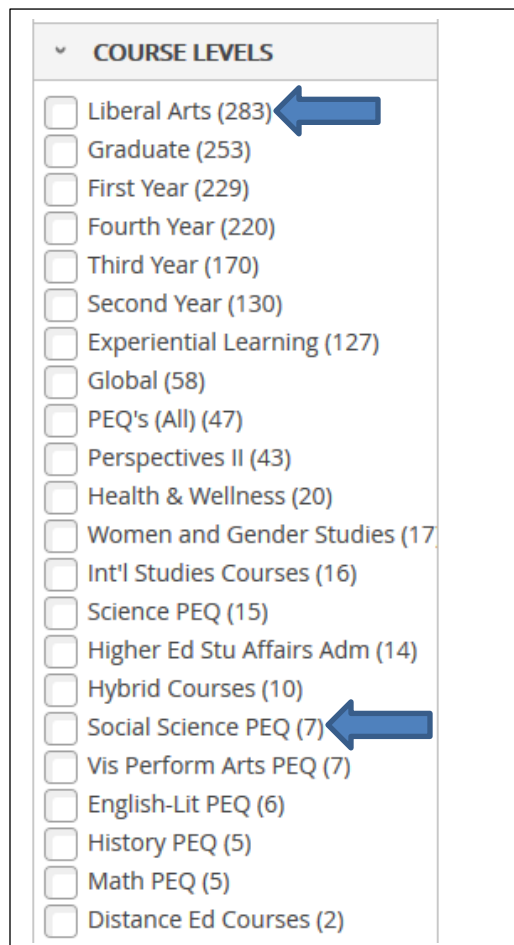 COURSE LEVELS
Liberal Arts (283)
Graduate (253)
First Year (229)
Fourth Year (220)
Third Year (170)
Second Year (130)
Experiential Learning (127)
Global (58)
PEQ's (All) (47)
Perspectives II (43)
Health & Wellness (20)
Women and Gender Studies (17)
Int'l Studies Courses (16)
Science PEQ (15)
Higher Ed Stu Affairs Adm (14)
Hybrid Courses (10)
Social Science PEQ (7)
Vis Perform Arts PEQ (7)
English-Lit PEQ (6)
History PEQ (5)
Math PEQ (5)
Distance Ed Courses (2)